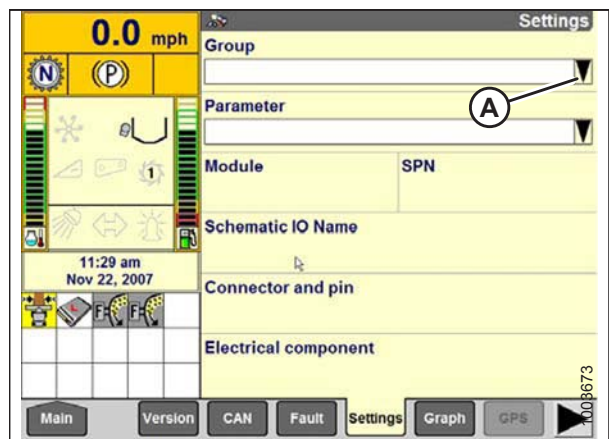 0.0 mph
Settings
Group
N (P)
A
Parameter
Module SPN
1
Schematic IO Name
11:29 am
Nov 22, 2007
Connector and pin
L F F
Electrical component
Main Version CAN Fault Settings Graph GPS
1003673